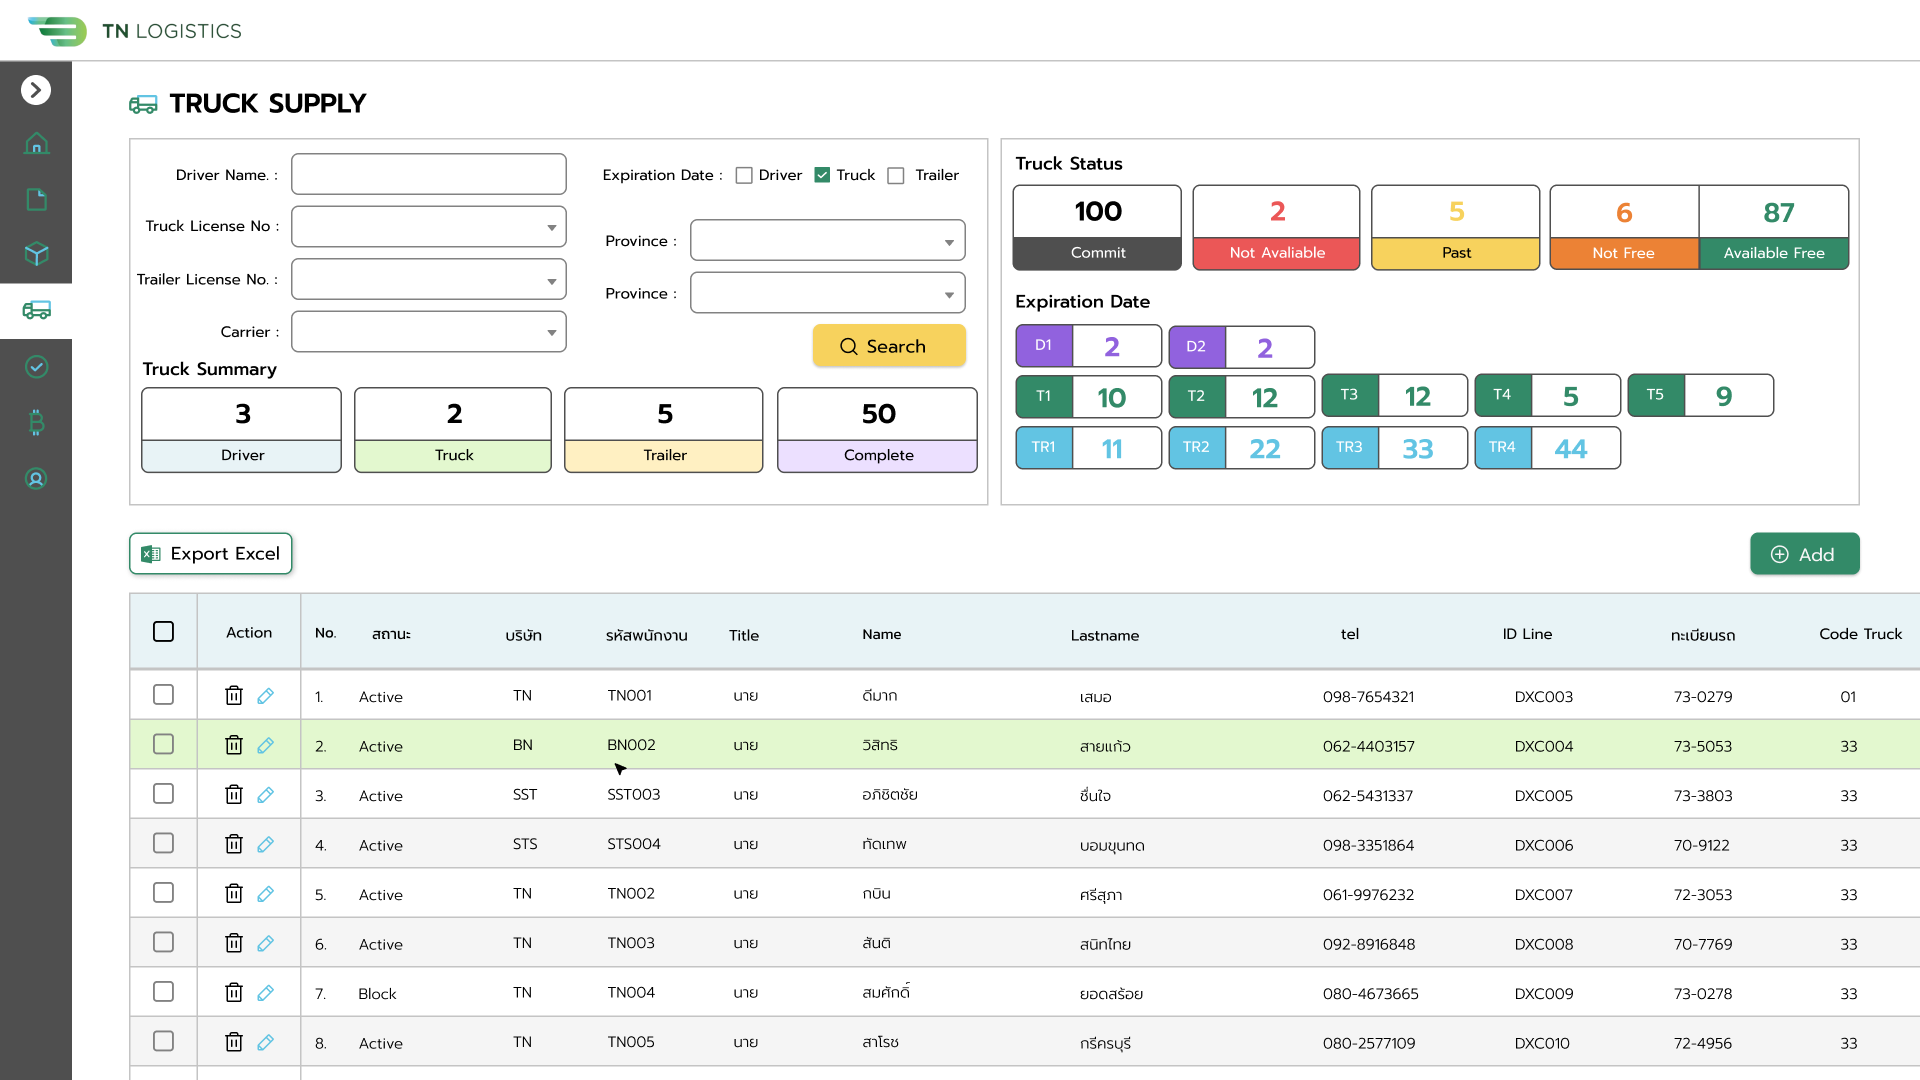 TN LOGISTICS
TRUCK SUPPLY
Driver Name. :
Expiration Date : Driver Truck Trailer
Truck License No :
Province :
Trailer License No. :
Province :
Carrier :
Search
Truck Summary
3 2 5 50
Driver Truck Trailer Complete
Truck Status
100 2 5 6 87
Commit Not Avaliable Past Not Free Available Free
Expiration Date
D1 2 D2 2
T1 10 T2 12 T3 12 T4 5 T5 9
TR1 11 TR2 22 TR3 33 TR4 44
Export Excel
Add
Action No. สถานะ บริษัท รหัสพนักงาน Title Name Lastname tel ID Line ทะเบียนรถ Code Truck
1. Active TN TN001 นาย ดีมาก เสมอ 098-7654321 DXC003 73-0279 01
2. Active BN BN002 นาย วิสิทธิ สายแก้ว 062-4403157 DXC004 73-5053 33
3. Active SST SST003 นาย อภิชิตชัย ชื่นใจ 062-5431337 DXC005 73-3803 33
4. Active STS STS004 นาย ทัดเทพ บอมขุนทด 098-3351864 DXC006 70-9122 33
5. Active TN TN002 นาย กบิน ศรีสุภา 061-9976232 DXC007 72-3053 33
6. Active TN TN003 นาย สันติ สนิทไทย 092-8916848 DXC008 70-7769 33
7. Block TN TN004 นาย สมศักดิ์ ยอดสร้อย 080-4673665 DXC009 73-0278 33
8. Active TN TN005 นาย สาโรช กรีครบุรี 080-2577109 DXC010 72-4956 33